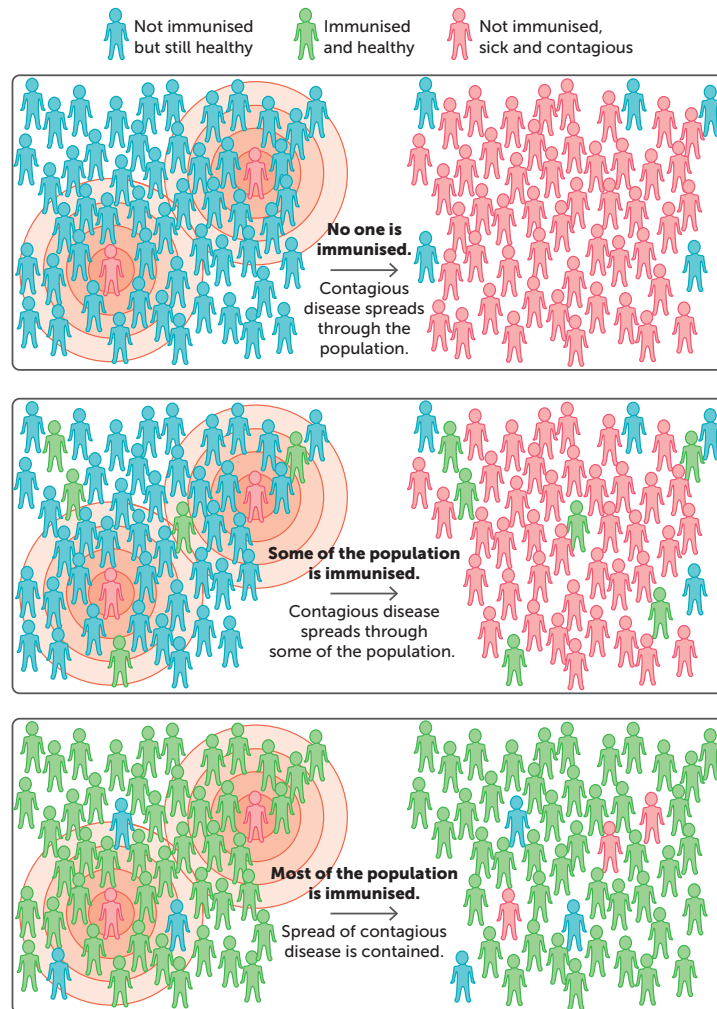 Not immunised
but still healthy
Immunised
and healthy
Not immunised,
sick and contagious
No one is
immunised.
Contagious
disease spreads
through the
population.
Some of the population
is immunised.
Contagious disease
spreads through
some of the population.
Most of the population
is immunised.
Spread of contagious
disease is contained.